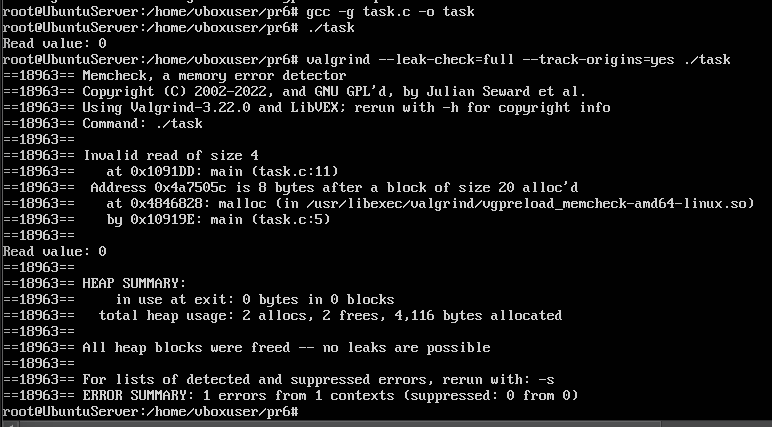 root@UbuntuServer:/home/vboxuser/pr6# gcc -g task.c -o task
root@UbuntuServer:/home/vboxuser/pr6# ./task
Read value: 0
root@UbuntuServer:/home/vboxuser/pr6# valgrind --leak-check=full --track-origins=yes ./task
==18963== Memcheck, a memory error detector
==18963== Copyright (C) 2002-2022, and GNU GPL'd, by Julian Seward et al.
==18963== Using Valgrind-3.22.0 and LibVEX; rerun with -h for copyright info
==18963== Command: ./task
==18963==
==18963== Invalid read of size 4
==18963==    at 0x1091DD: main (task.c:11)
==18963==  Address 0x4a7505c is 8 bytes after a block of size 20 alloc'd
==18963==    at 0x4846828: malloc (in /usr/libexec/valgrind/vgpreload_memcheck-amd64-linux.so)
==18963==    by 0x10919E: main (task.c:5)
==18963==
Read value: 0
==18963==
==18963== HEAP SUMMARY:
==18963==     in use at exit: 0 bytes in 0 blocks
==18963==   total heap usage: 2 allocs, 2 frees, 4,116 bytes allocated
==18963==
==18963== All heap blocks were freed -- no leaks are possible
==18963==
==18963== For lists of detected and suppressed errors, rerun with: -s
==18963== ERROR SUMMARY: 1 errors from 1 contexts (suppressed: 0 from 0)
root@UbuntuServer:/home/vboxuser/pr6#